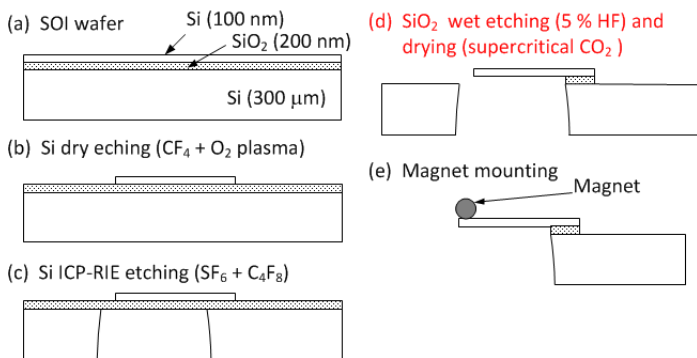 (a) SOI wafer
Si (100 nm)
SiO₂ (200 nm)
Si (300 μm)
(b) Si dry eching (CF₄ + O₂ plasma)
(c) Si ICP-RIE etching (SF₆ + C₄F₈)
(d) SiO₂ wet etching (5 % HF) and
drying (supercritical CO₂ )
(e) Magnet mounting
Magnet